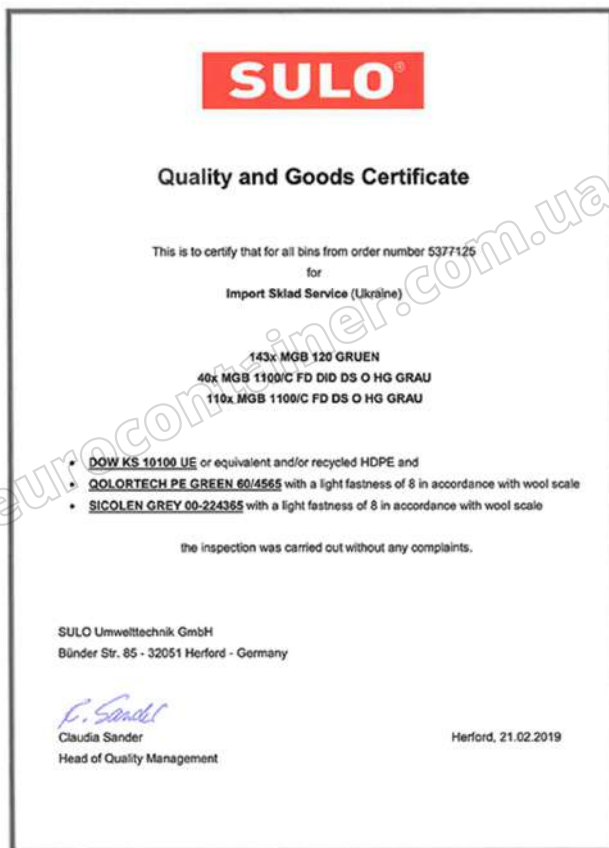 SULO®
Quality and Goods Certificate
This is to certify that for all bins from order number 5377125
for
Import Sklad Service (Ukraine)
143x MGB 120 GRUEN
40x MGB 1100/C FD DID DS O HG GRAU
110x MGB 1100/C FD DS O HG GRAU
• DOW KS 10100 UE or equivalent and/or recycled HDPE and
• QOLORTECH PE GREEN 60/4565 with a light fastness of 8 in accordance with wool scale
• SICOLEN GREY 00-224365 with a light fastness of 8 in accordance with wool scale
the inspection was carried out without any complaints.
SULO Umwelttechnik GmbH
Bünder Str. 85 - 32051 Herford - Germany
C. Sander
Claudia Sander
Herford, 21.02.2019
Head of Quality Management
eurocontainer.com.ua